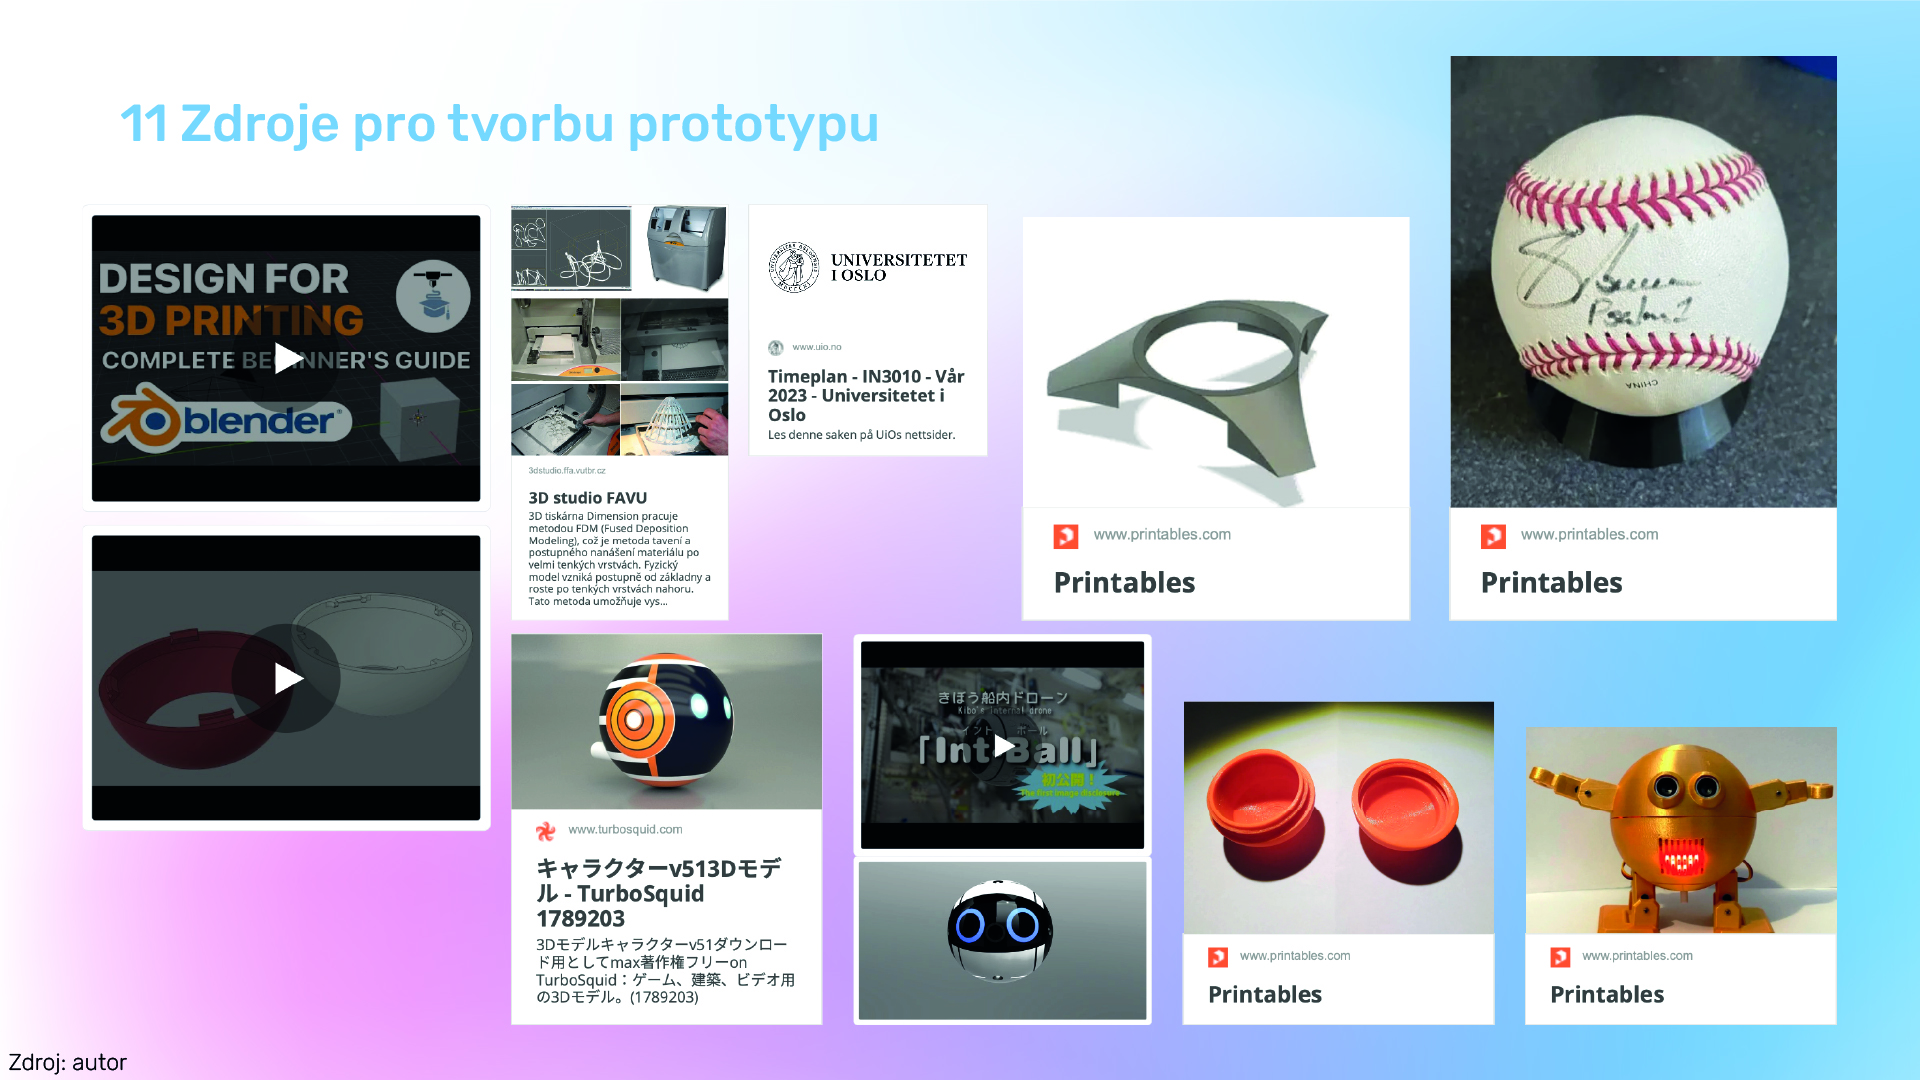 11 Zdroje pro tvorbu prototypu
DESIGN FOR
3D PRINTING
COMPLETE BEGINNER'S GUIDE
blender
3dstudio.ffa.vutbr.cz
3D studio FAVU
3D tiskárna Dimension pracuje
metodou FDM (Fused Deposition
Modeling), což je metoda tavení a
postupného nanášení materiálu po
velmi tenkých vrstvách. Fyzický
model vzniká postupně od základny a
roste po tenkých vrstvách nahoru.
Tato metoda umožňuje vys...
UNIVERSITETET
I OSLO
www.uio.no
Timeplan - IN3010 - Vår
2023 - Universitetet i
Oslo
Les denne saken på UiOs nettsider.
www.printables.com
Printables
CHINA
www.printables.com
Printables
www.turbosquid.com
キャラクターv513Dモデ
ル - TurboSquid
1789203
3Dモデルキャラクターv51ダウンロー
ド用としてmax著作権フリーon
TurboSquid：ゲーム、建築、ビデオ用
の3Dモデル。(1789203)
きぼう船内ドローン
Kibo's internal drone
イント ボール
「Int-Ball」
初公開！
The first image disclosure
www.printables.com
Printables
www.printables.com
Printables
Zdroj: autor